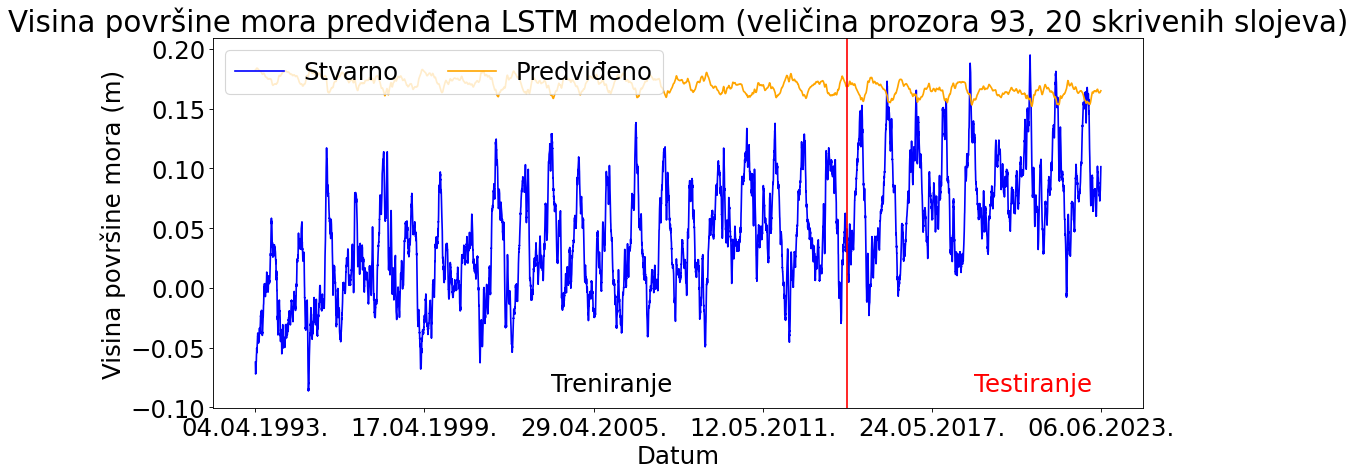 Visina površine mora predviđena LSTM modelom (veličina prozora 93, 20 skrivenih slojeva)
Stvarno Predviđeno
Visina površine mora (m)
0.20
0.15
0.10
0.05
0.00
−0.05
−0.10
Treniranje Testiranje
04.04.1993. 17.04.1999. 29.04.2005. 12.05.2011. 24.05.2017. 06.06.2023.
Datum